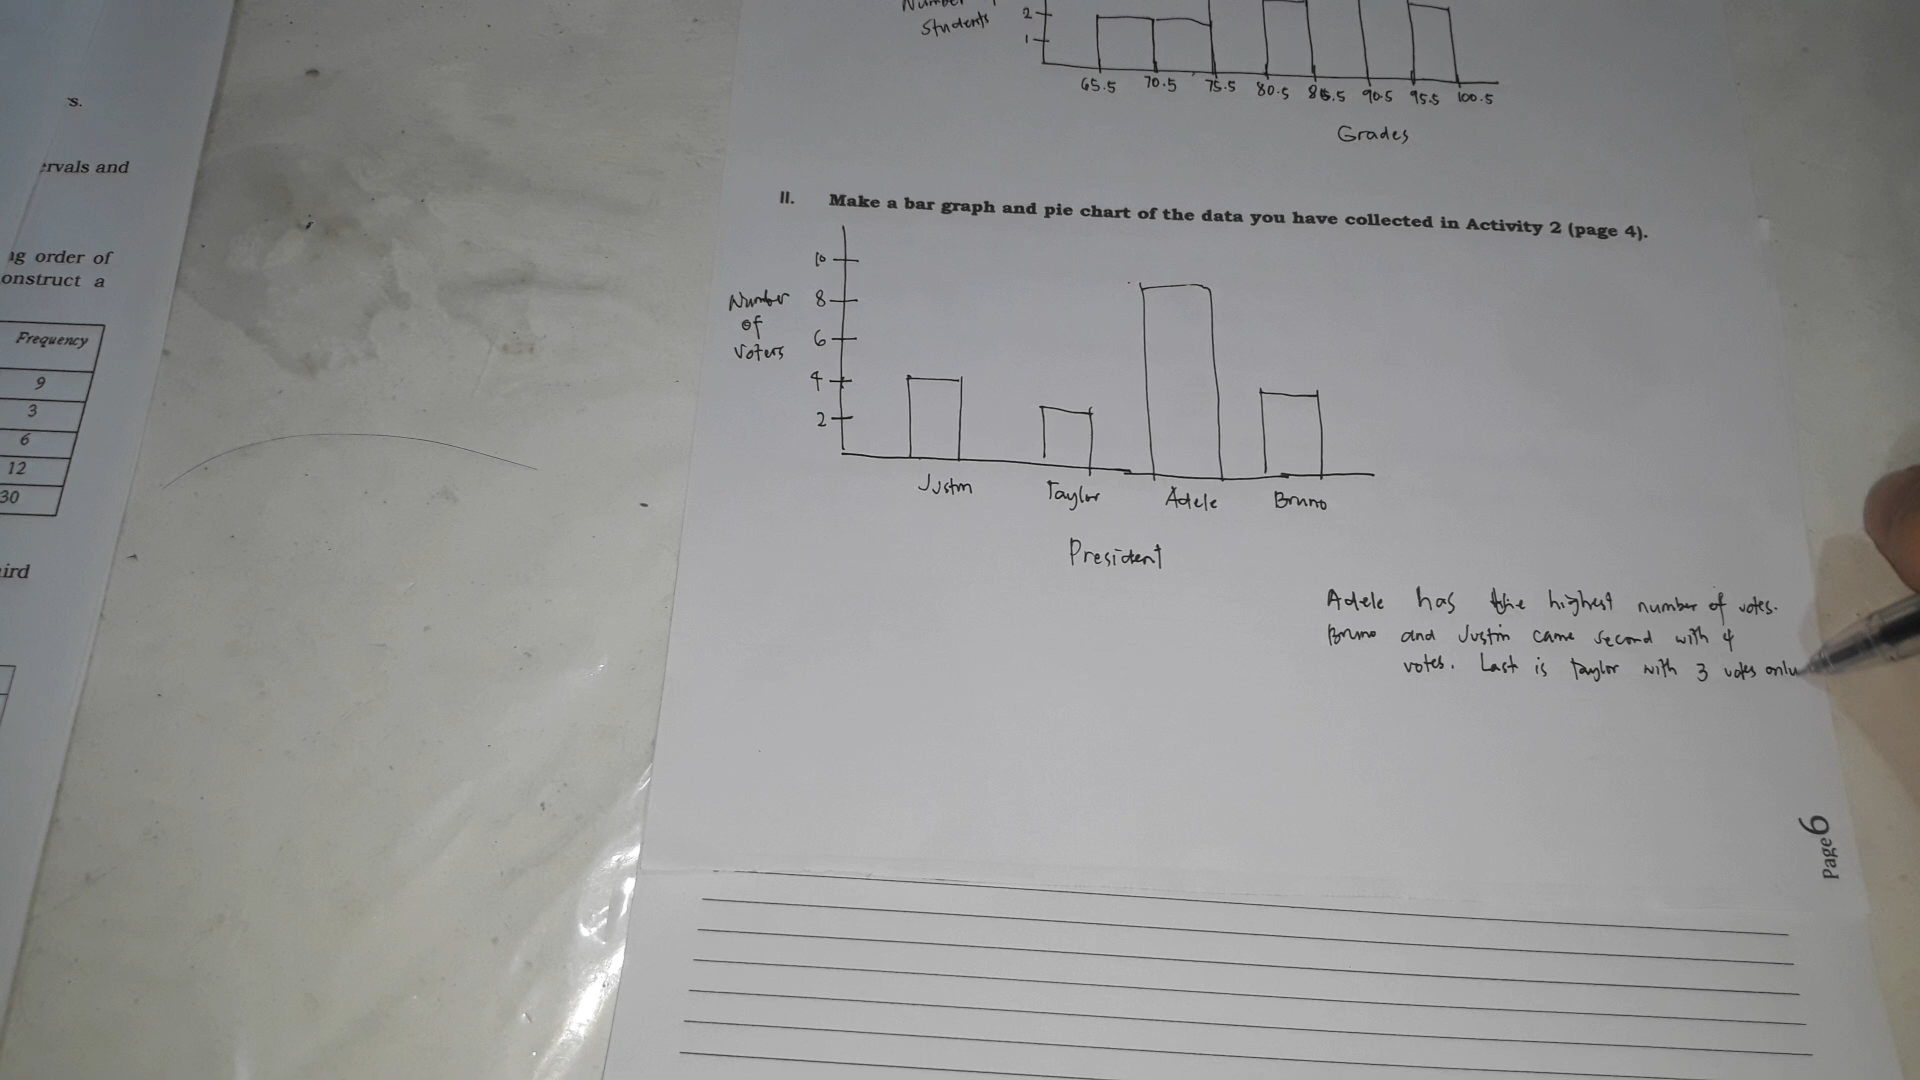 s.
ervals and
ng order of
onstruct a
Frequency
9
3
6
12
30
ird
Students
2
1
65.5 70.5 75.5 80.5 85.5 90.5 95.5 100.5
Grades
II. Make a bar graph and pie chart of the data you have collected in Activity 2 (page 4).
Number
of
Voters
10
8
6
4
2
Justin Taylor Adele Bruno
President
Adele has the highest number of votes.
Bruno and Justin came second with 4
votes. Last is Taylor with 3 votes only
Page 6